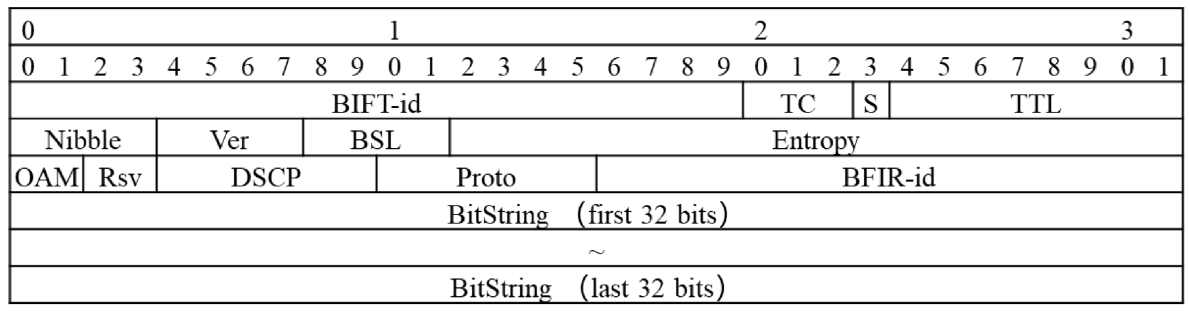 0 1 2 3
0 1 2 3 4 5 6 7 8 9 0 1 2 3 4 5 6 7 8 9 0 1 2 3 4 5 6 7 8 9 0 1
BIFT-id TC S TTL
Nibble Ver BSL Entropy
OAM Rsv DSCP Proto BFIR-id
BitString （first 32 bits）
~
BitString （last 32 bits）